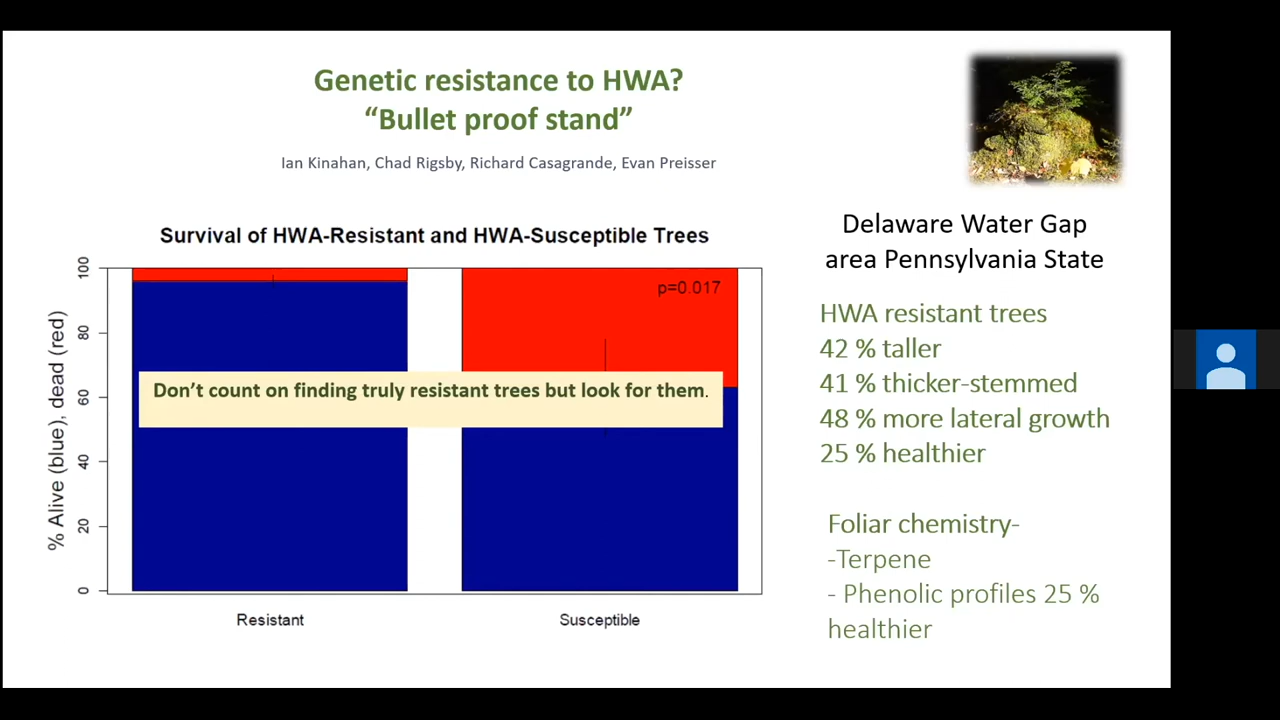 Genetic resistance to HWA?
“Bullet proof stand”
Ian Kinahan, Chad Rigsby, Richard Casagrande, Evan Preisser
Survival of HWA-Resistant and HWA-Susceptible Trees
% Alive (blue), dead (red)
100
80
60
40
20
0
p=0.017
Don’t count on finding truly resistant trees but look for them.
Resistant
Susceptible
Delaware Water Gap
area Pennsylvania State
HWA resistant trees
42 % taller
41 % thicker-stemmed
48 % more lateral growth
25 % healthier
Foliar chemistry-
-Terpene
- Phenolic profiles 25 %
healthier